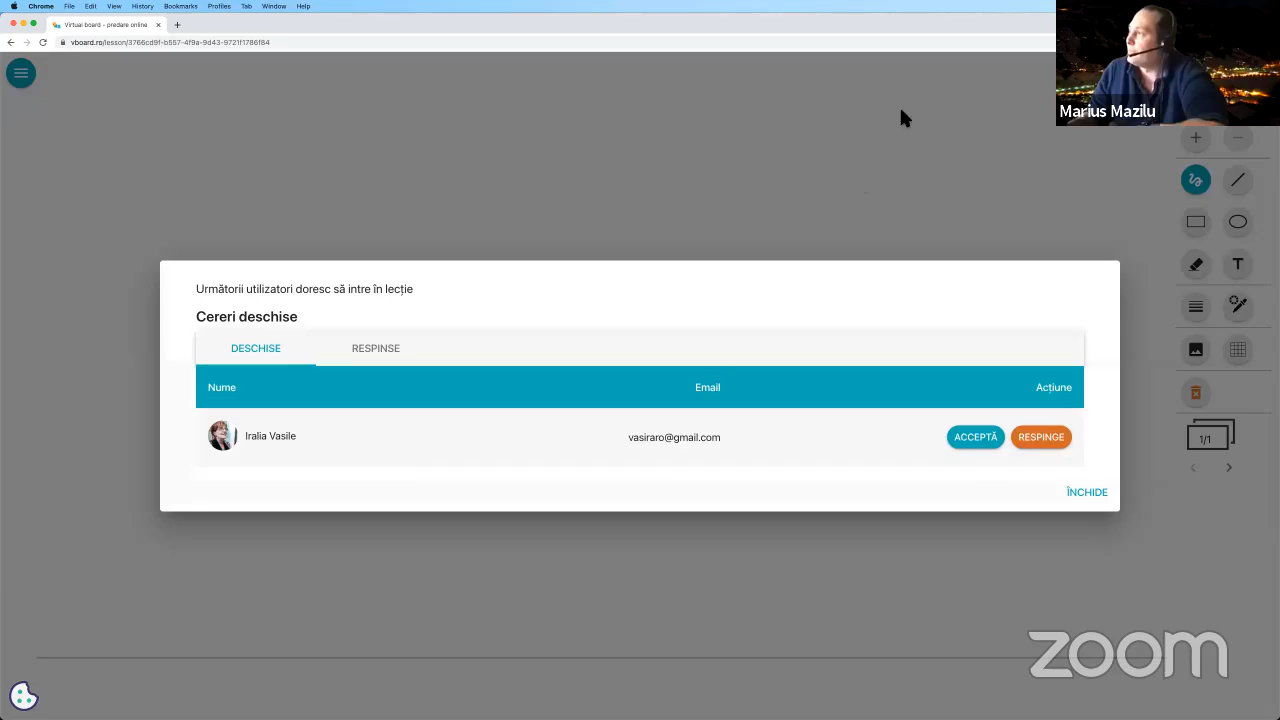 Chrome File Edit View History Bookmarks Profiles Tab Window Help
Virtual board - predare online
vboard.ro/lesson/3766cd9f-b557-4f9a-9d43-9721f1786f84
Marius Mazilu
Următorii utilizatori doresc să intre în lecție
Cereri deschise
DESCHISE RESPINSE
Nume Email Acțiune
Iralia Vasile vasiraro@gmail.com ACCEPTĂ RESPINGE
ÎNCHIDE
T
1/1
zoom